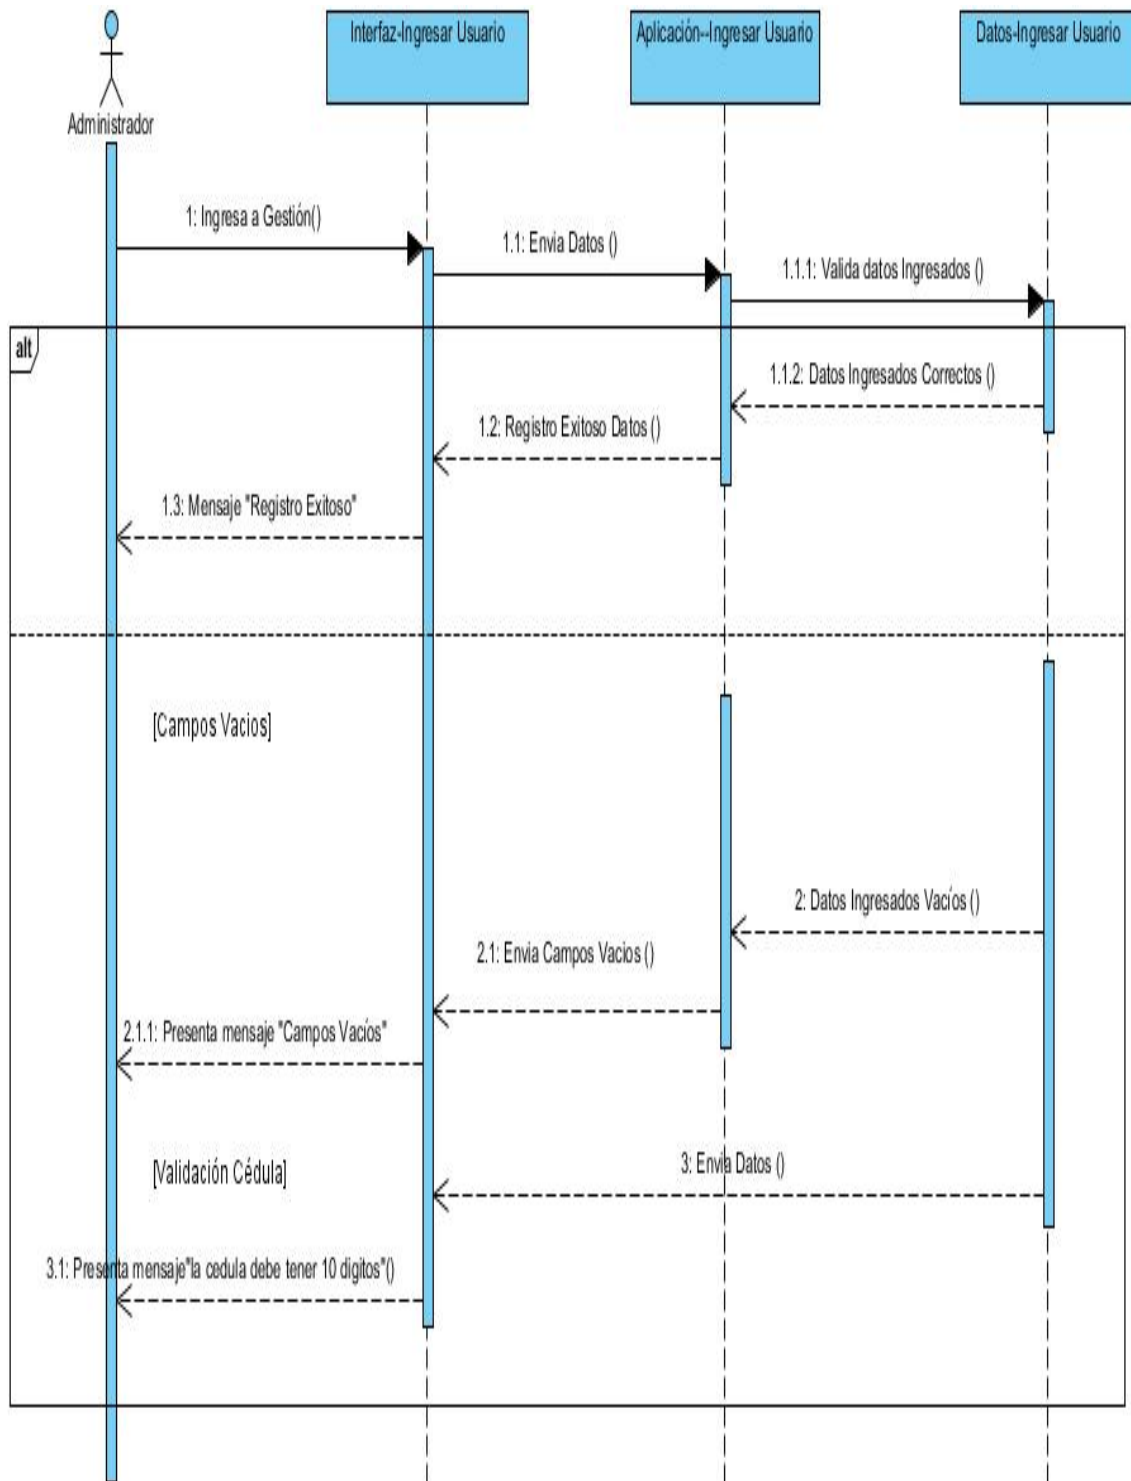 Interfaz-Ingresar Usuario
Aplicación--Ingresar Usuario
Datos-Ingresar Usuario
Administrador
1: Ingresa a Gestión()
1.1: Envia Datos ()
1.1.1: Valida datos Ingresados ()
alt
1.1.2: Datos Ingresados Correctos ()
1.2: Registro Exitoso Datos ()
1.3: Mensaje "Registro Exitoso"
[Campos Vacios]
2: Datos Ingresados Vacíos ()
2.1: Envia Campos Vacios ()
2.1.1: Presenta mensaje "Campos Vacíos"
[Validación Cédula]
3: Envia Datos ()
3.1: Presenta mensaje"la cedula debe tener 10 digitos"()